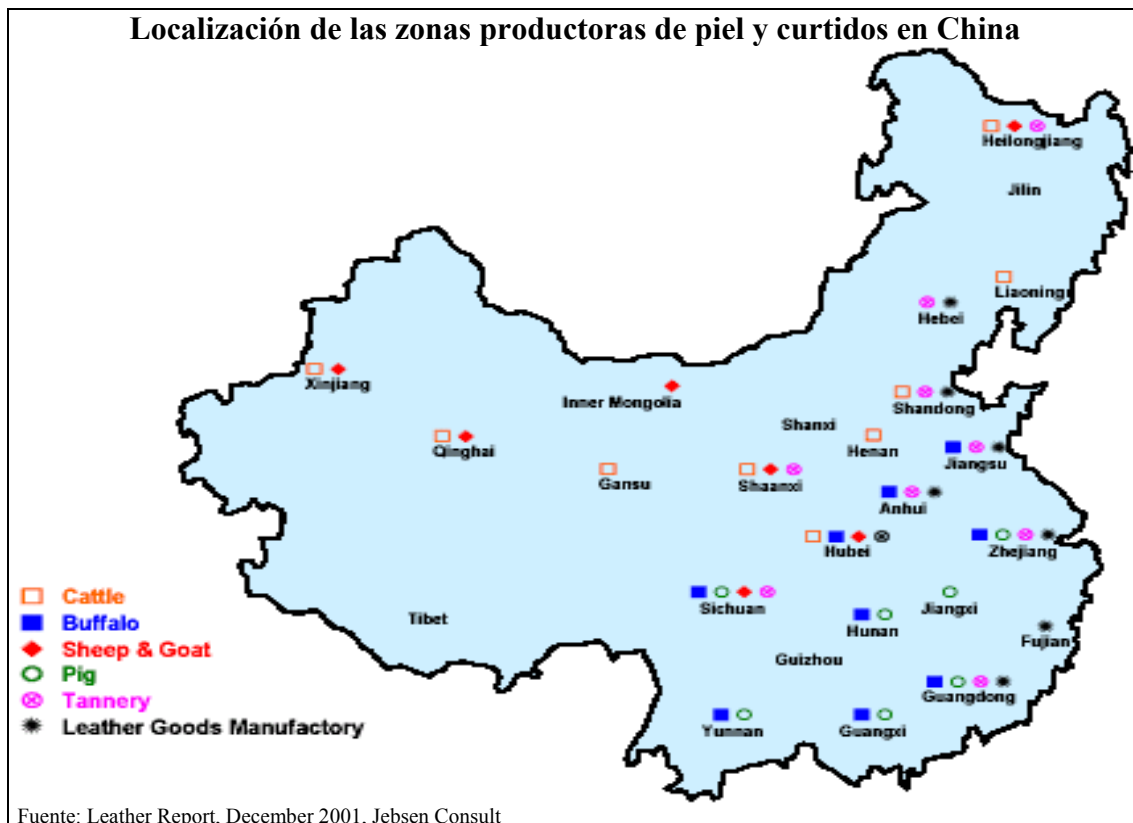 Localización de las zonas productoras de piel y curtidos en China
Heilongjiang
Jilin
Liaoning
Hebei
Xinjiang
Inner Mongolia
Shandong
Shanxi
Henan
Qinghai
Jiangsu
Gansu
Shaanxi
Anhui
Hubei
Zhejiang
Cattle
Sichuan
Jiangxi
Tibet
Buffalo
Hunan
Fujian
Sheep & Goat
Guizhou
Pig
Guangdong
Tannery
Leather Goods Manufactory
Yunnan
Guangxi
Fuente: Leather Report, December 2001, Jebsen Consult